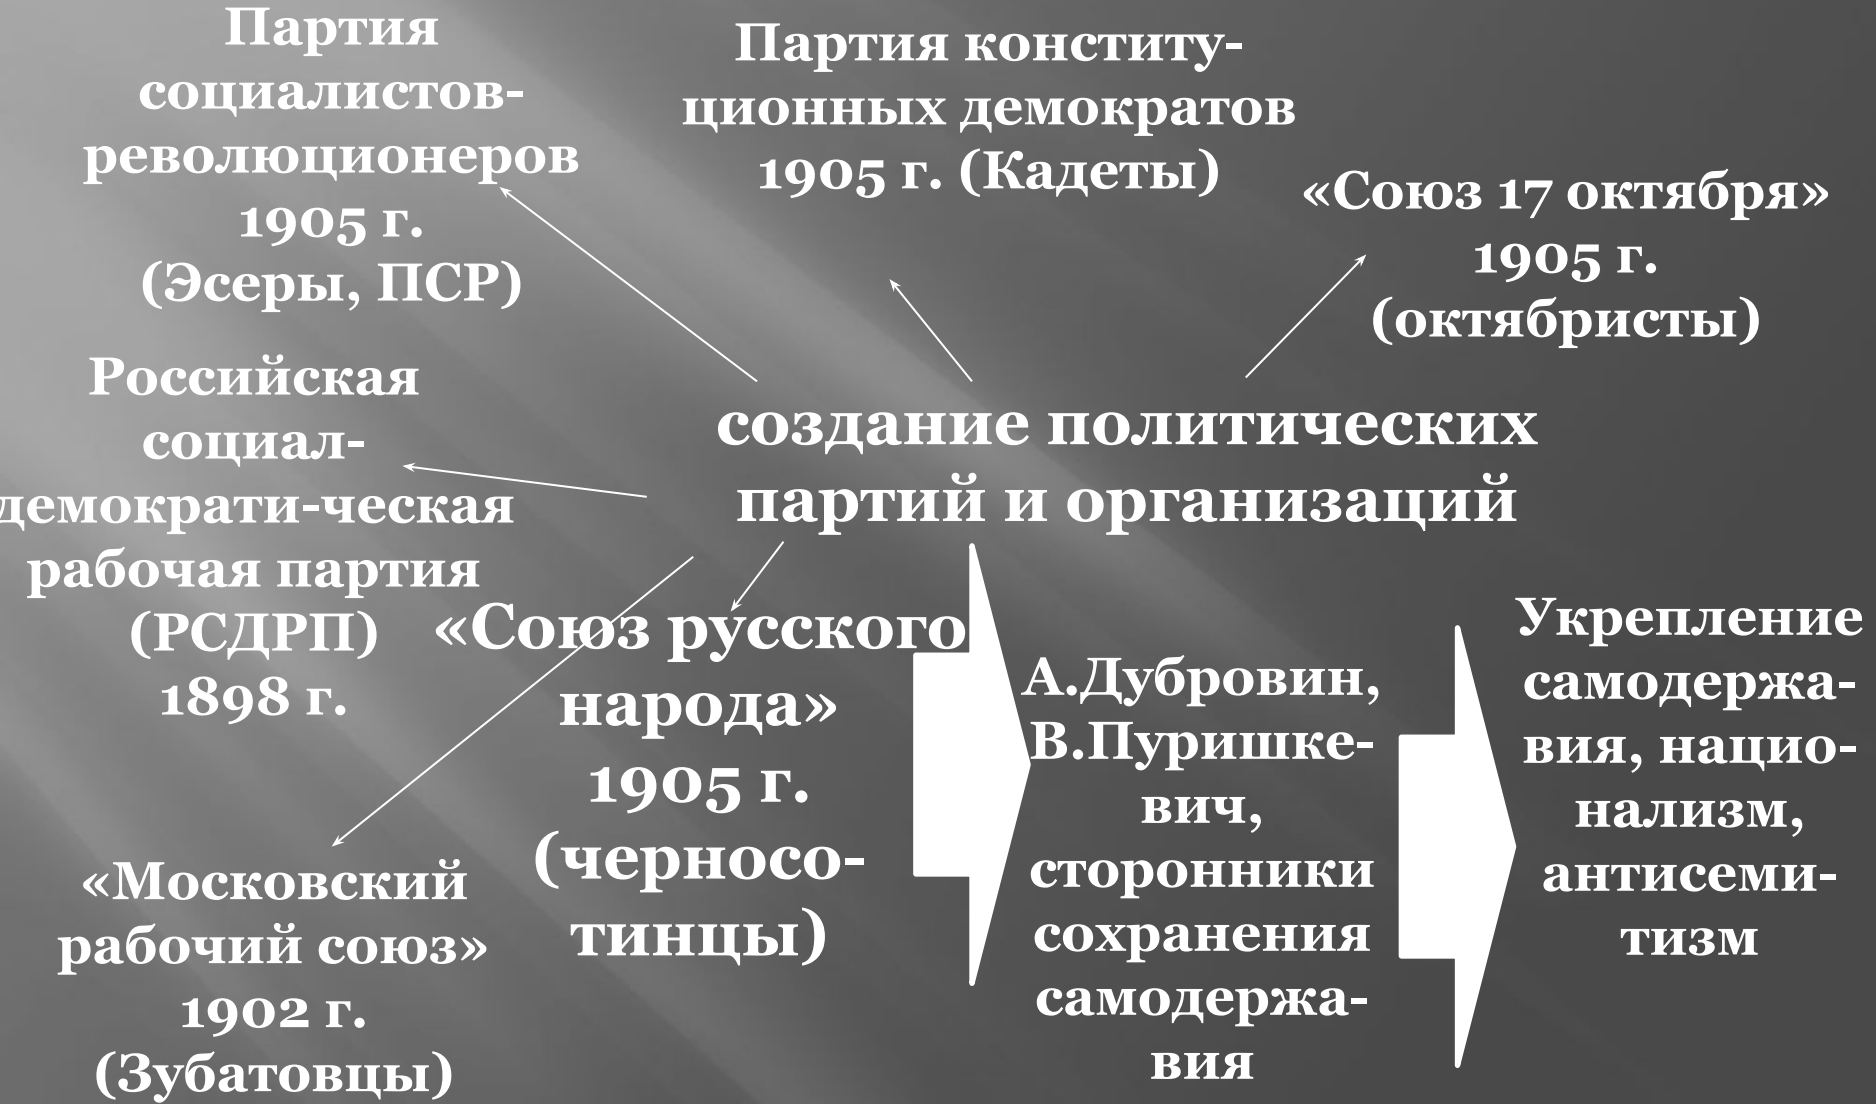 Партия
социалистов-
революционеров
1905 г.
(Эсеры, ПСР)
Партия конститу-
ционных демократов
1905 г. (Кадеты)
«Союз 17 октября»
1905 г.
(октябристы)
создание политических
партий и организаций
Российская
социал-
демократи-ческая
рабочая партия
(РСДРП)
1898 г.
«Московский
рабочий союз»
1902 г.
(Зубатовцы)
«Союз русского
народа»
1905 г.
(черносо-
тинцы)
А.Дубровин,
В.Пуришке-
вич,
сторонники
сохранения
самодержа-
вия
Укрепление
самодержа-
вия, нацио-
нализм,
антисеми-
тизм